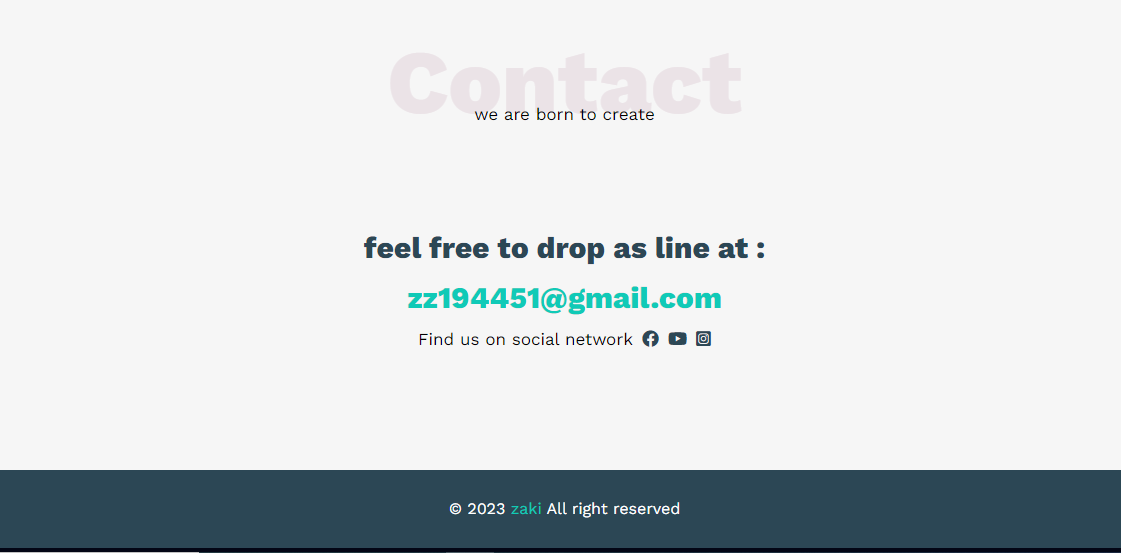 Contact
we are born to create
feel free to drop as line at :
zz194451@gmail.com
Find us on social network
© 2023 zaki All right reserved